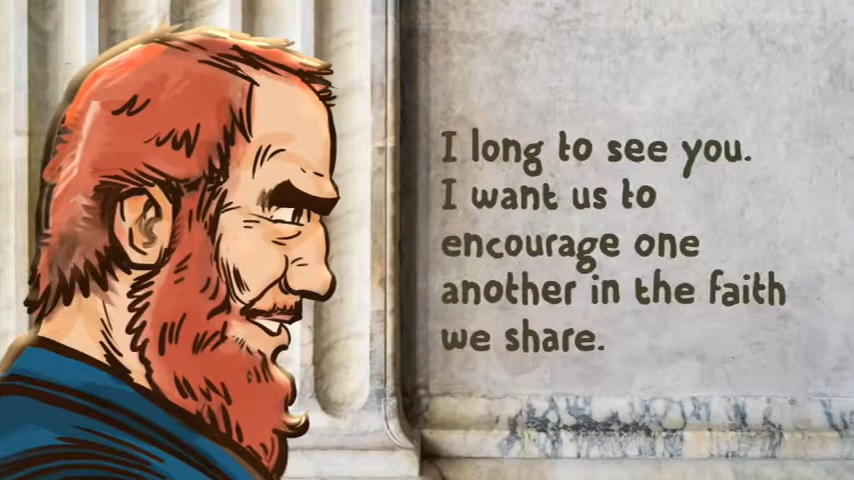 I long to see you.
I want us to
encourage one
another in the faith
we share.